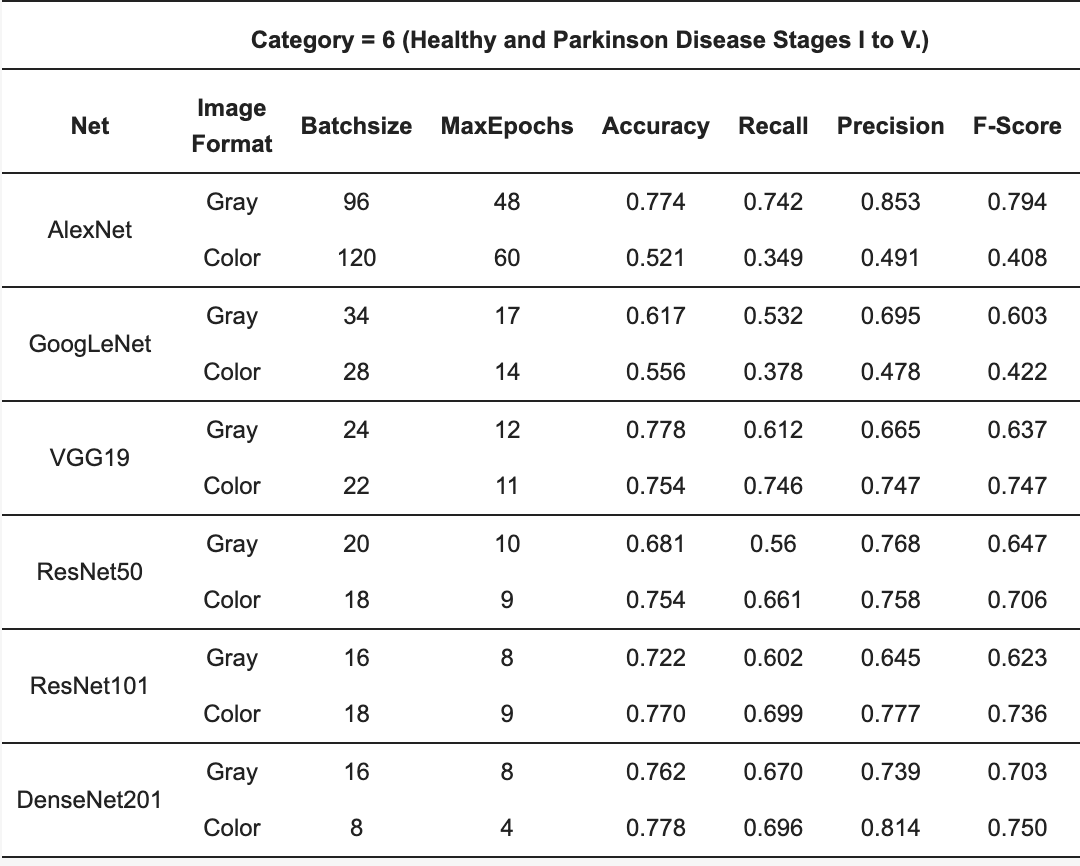 Category = 6 (Healthy and Parkinson Disease Stages I to V.)
Net Image Format Batchsize MaxEpochs Accuracy Recall Precision F-Score
AlexNet Gray 96 48 0.774 0.742 0.853 0.794
Color 120 60 0.521 0.349 0.491 0.408
GoogLeNet Gray 34 17 0.617 0.532 0.695 0.603
Color 28 14 0.556 0.378 0.478 0.422
VGG19 Gray 24 12 0.778 0.612 0.665 0.637
Color 22 11 0.754 0.746 0.747 0.747
ResNet50 Gray 20 10 0.681 0.56 0.768 0.647
Color 18 9 0.754 0.661 0.758 0.706
ResNet101 Gray 16 8 0.722 0.602 0.645 0.623
Color 18 9 0.770 0.699 0.777 0.736
DenseNet201 Gray 16 8 0.762 0.670 0.739 0.703
Color 8 4 0.778 0.696 0.814 0.750